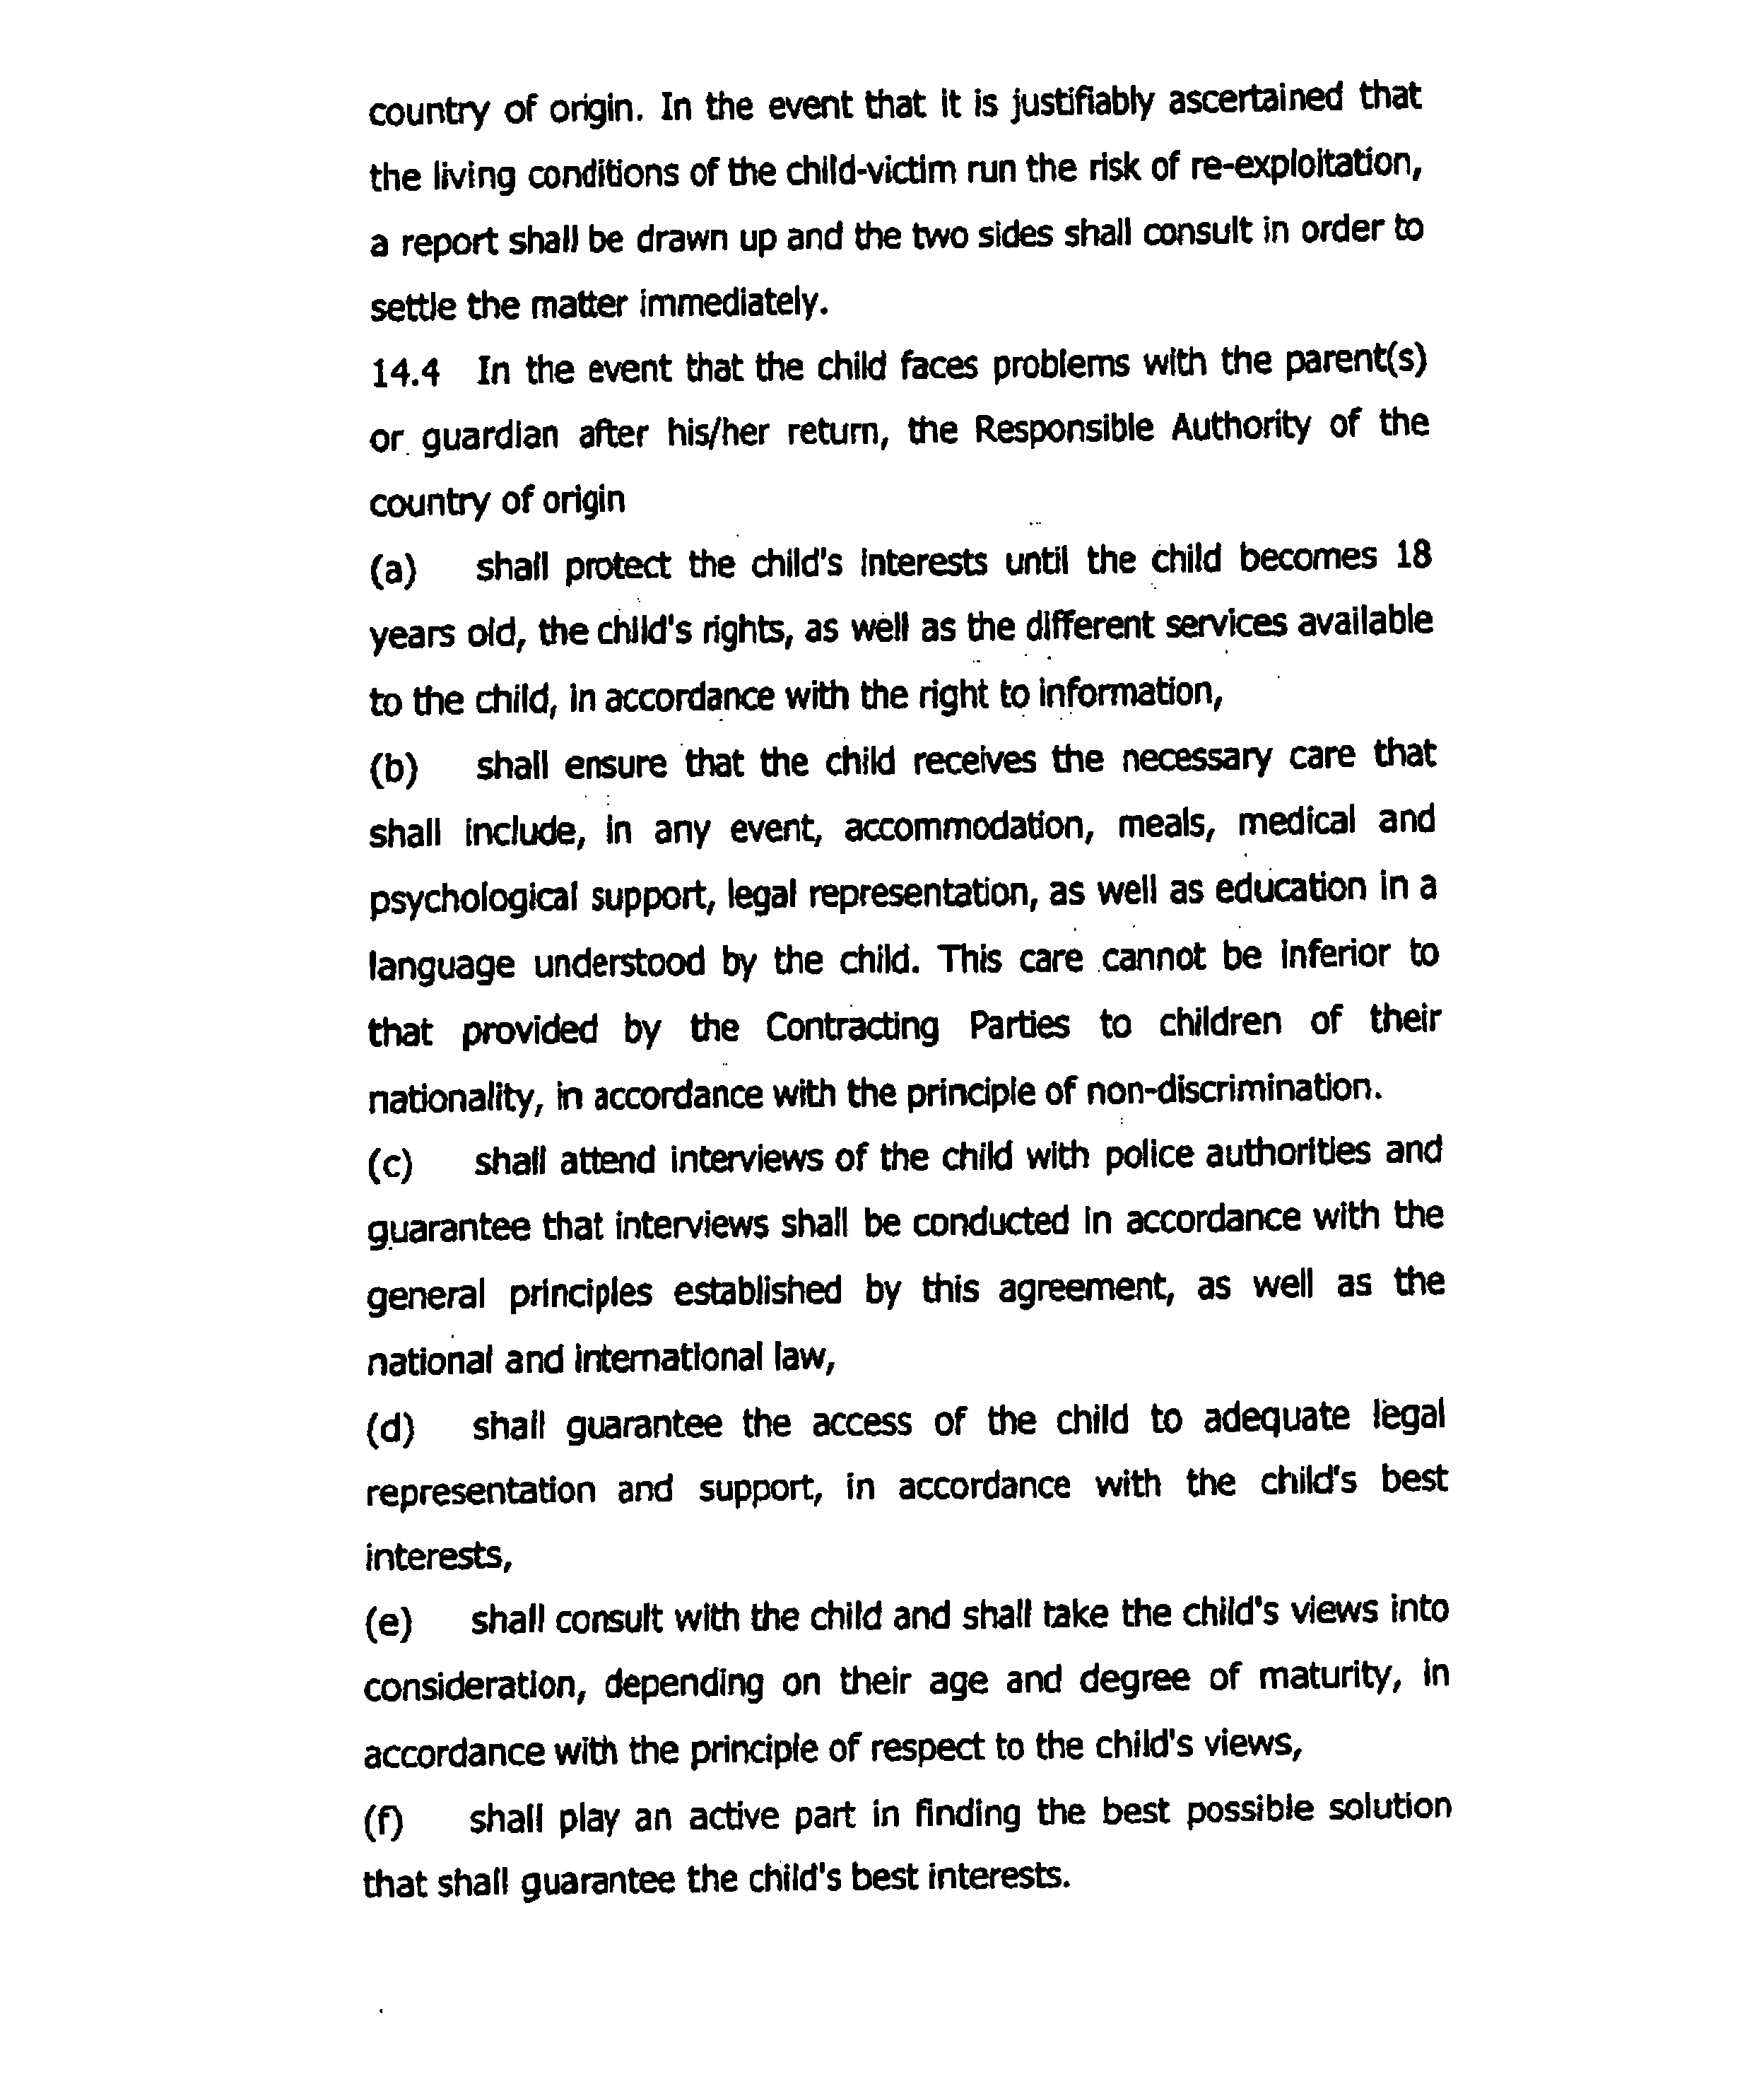 country of origin. In the event that it is justifiably ascertained that
the living conditions of the child-victim run the risk of re-exploitation,
a report shall be drawn up and the two sides shall consult in order to
settle the matter immediately.
14.4 In the event that the child faces problems with the parent(s)
or guardian after his/her return, the Responsible Authority of the
country of origin
(a) shall protect the child's interests until the child becomes 18
years old, the child's rights, as well as the different services available
to the child, in accordance with the right to information,
(b) shall ensure that the child receives the necessary care that
shall include, in any event, accommodation, meals, medical and
psychological support, legal representation, as well as education in a
language understood by the child. This care cannot be inferior to
that provided by the Contracting Parties to children of their
nationality, in accordance with the principle of non-discrimination.
(c) shall attend interviews of the child with police authorities and
guarantee that interviews shall be conducted in accordance with the
general principles established by this agreement, as well as the
national and international law,
(d) shall guarantee the access of the child to adequate legal
representation and support, in accordance with the child's best
interests,
(e) shall consult with the child and shall take the child's views into
consideration, depending on their age and degree of maturity, in
accordance with the principle of respect to the child's views,
(f) shall play an active part in finding the best possible solution
that shall guarantee the child's best interests.